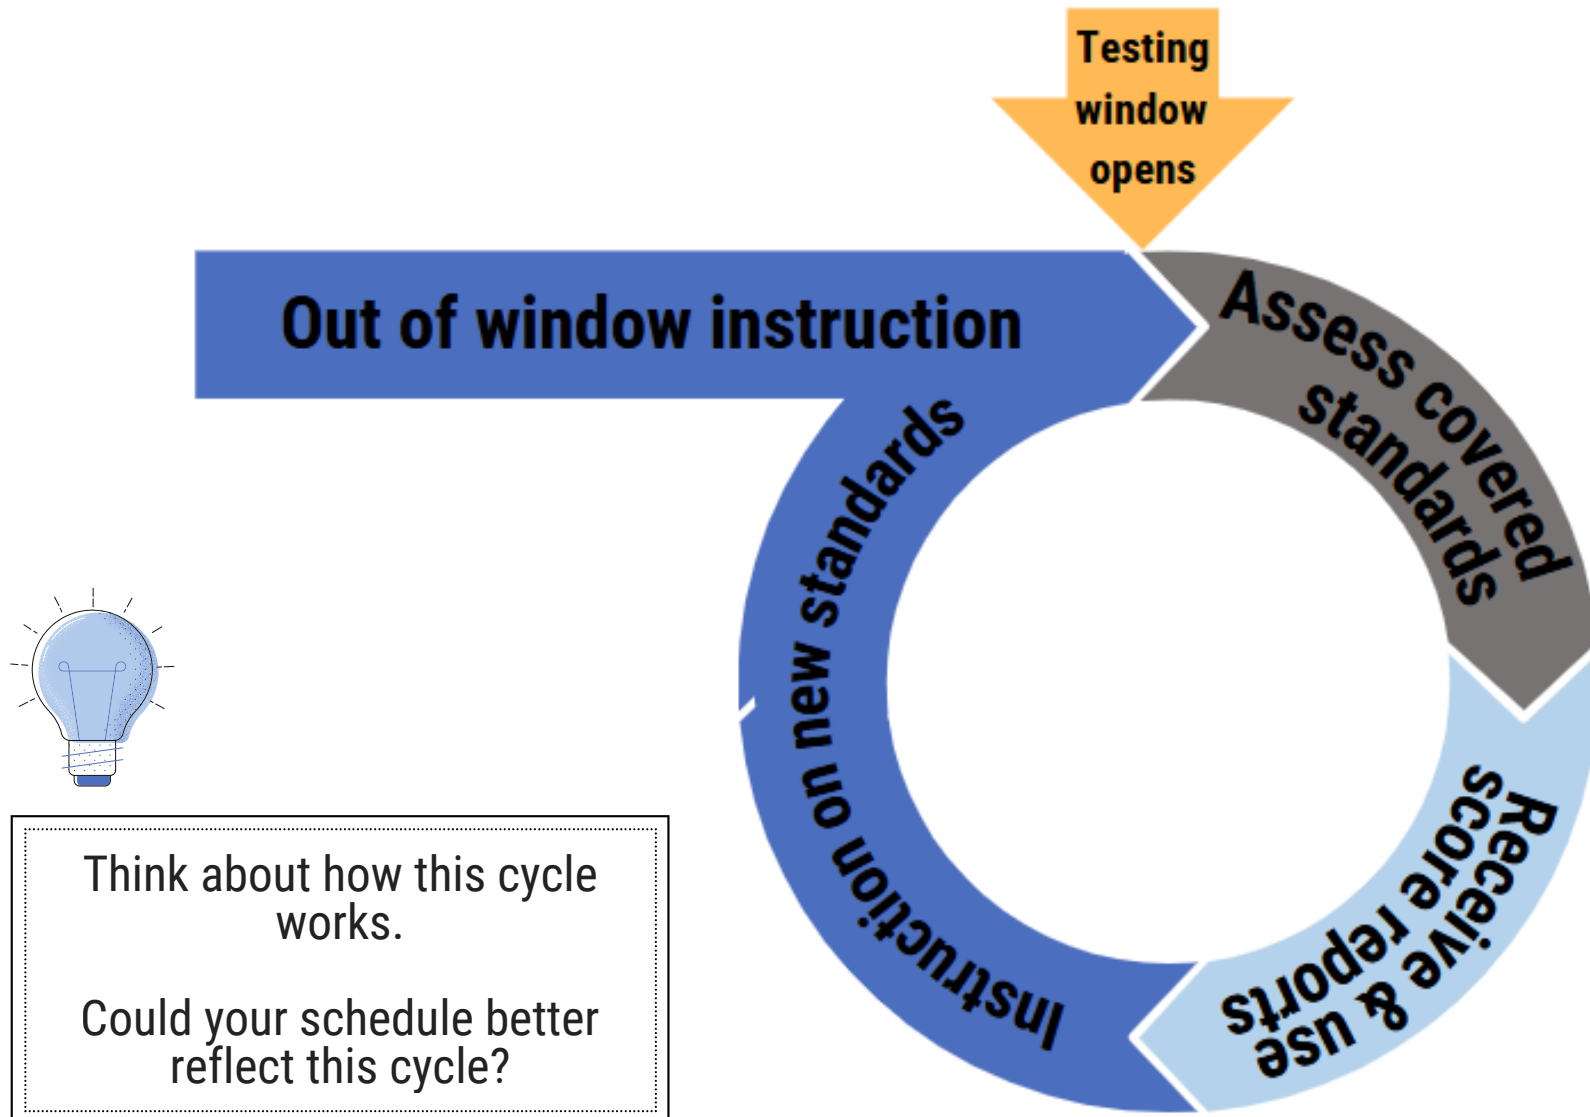 Testing
window
opens
Out of window instruction
Assess covered
standards
Receive & use
score reports
Instruction on new standards
Think about how this cycle
works.
Could your schedule better
reflect this cycle?